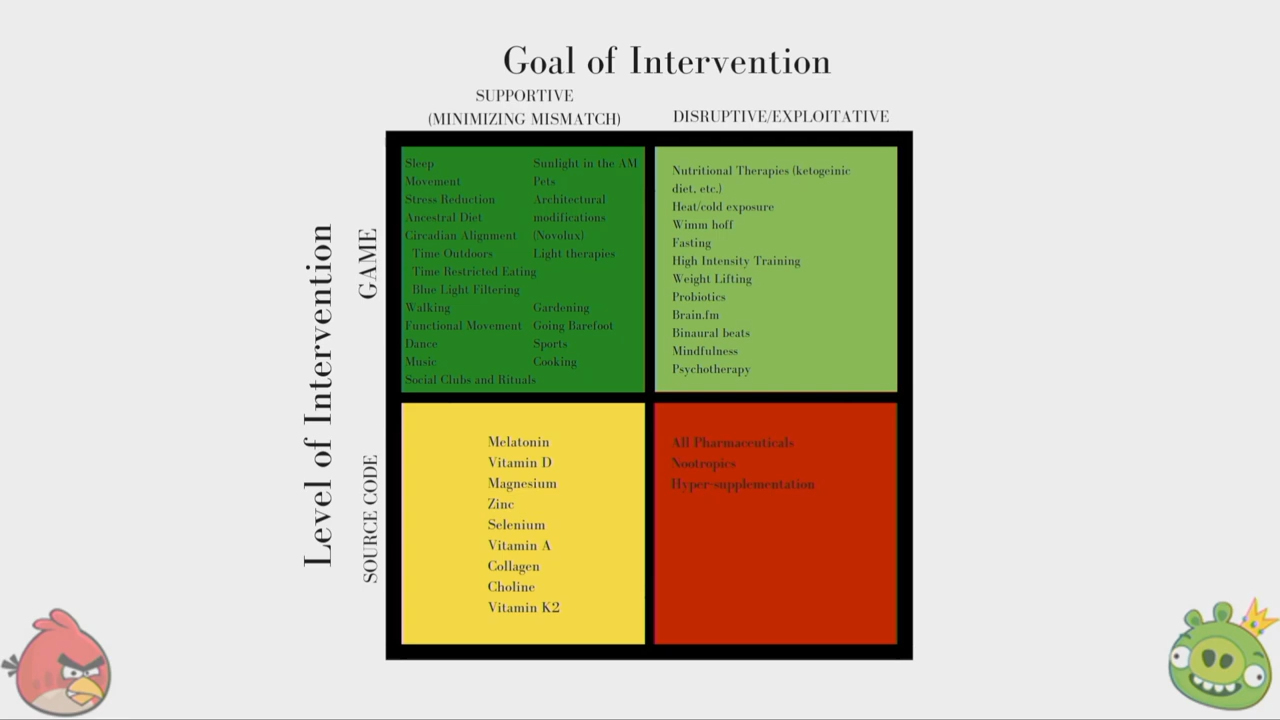 Goal of Intervention
SUPPORTIVE
(MINIMIZING MISMATCH)
DISRUPTIVE/EXPLOITATIVE
Level of Intervention
GAME
SOURCE CODE
Sleep
Movement
Stress Reduction
Ancestral Diet
Circadian Alignment
Time Outdoors
Time Restricted Eating
Blue Light Filtering
Walking
Functional Movement
Dance
Music
Social Clubs and Rituals
Sunlight in the AM
Pets
Architectural
modifications
(Novolux)
Light therapies
Gardening
Going Barefoot
Sports
Cooking
Nutritional Therapies (ketogeinic
diet, etc.)
Heat/cold exposure
Wimm hoff
Fasting
High Intensity Training
Weight Lifting
Probiotics
Brain.fm
Binaural beats
Mindfulness
Psychotherapy
Melatonin
Vitamin D
Magnesium
Zinc
Selenium
Vitamin A
Collagen
Choline
Vitamin K2
All Pharmaceuticals
Nootropics
Hyper-supplementation